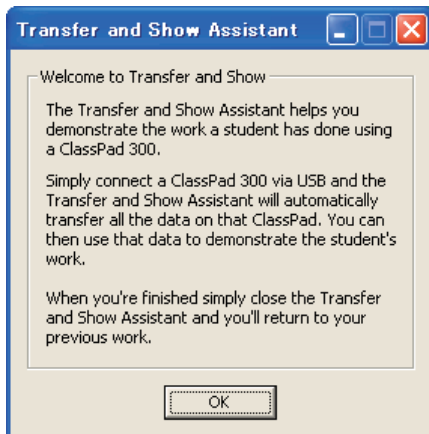 Transfer and Show Assistant
Welcome to Transfer and Show
The Transfer and Show Assistant helps you
demonstrate the work a student has done using
a ClassPad 300.
Simply connect a ClassPad 300 via USB and the
Transfer and Show Assistant will automatically
transfer all the data on that ClassPad. You can
then use that data to demonstrate the student's
work.
When you're finished simply close the Transfer
and Show Assistant and you'll return to your
previous work.
OK